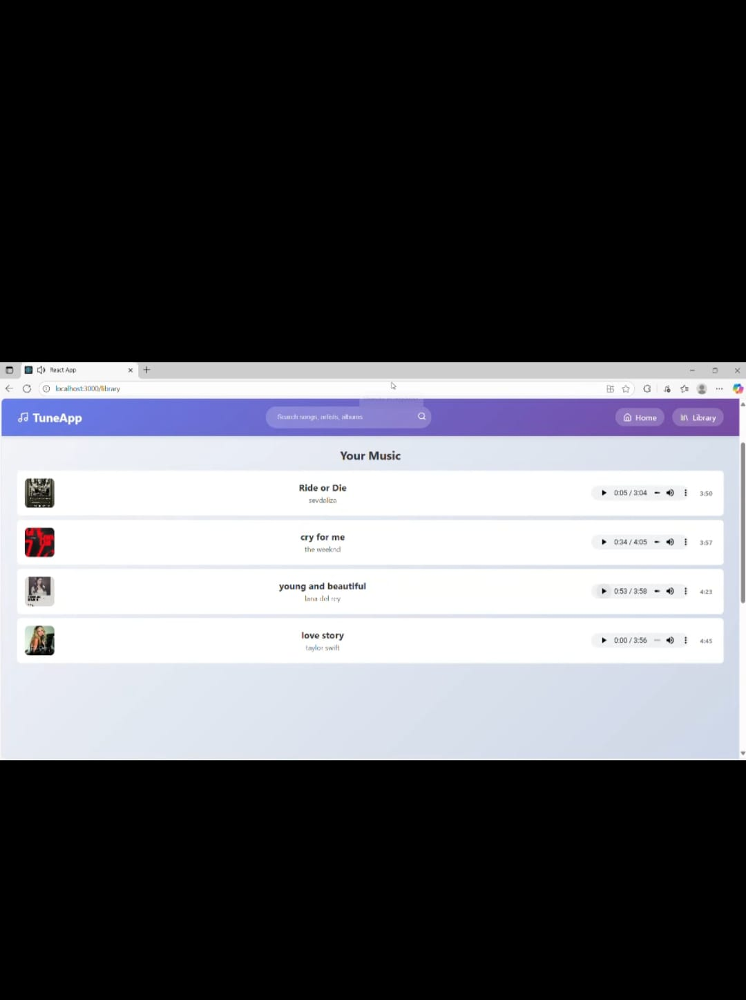 React App
localhost:3000/library
TuneApp
Search songs, artists, albums
Home
Library
Your Music
Ride or Die
sevdaliza
0:05 / 3:04
3:50
cry for me
the weeknd
0:34 / 4:05
3:57
young and beautiful
lana del rey
0:53 / 3:58
4:23
love story
taylor swift
0:00 / 3:56
4:45